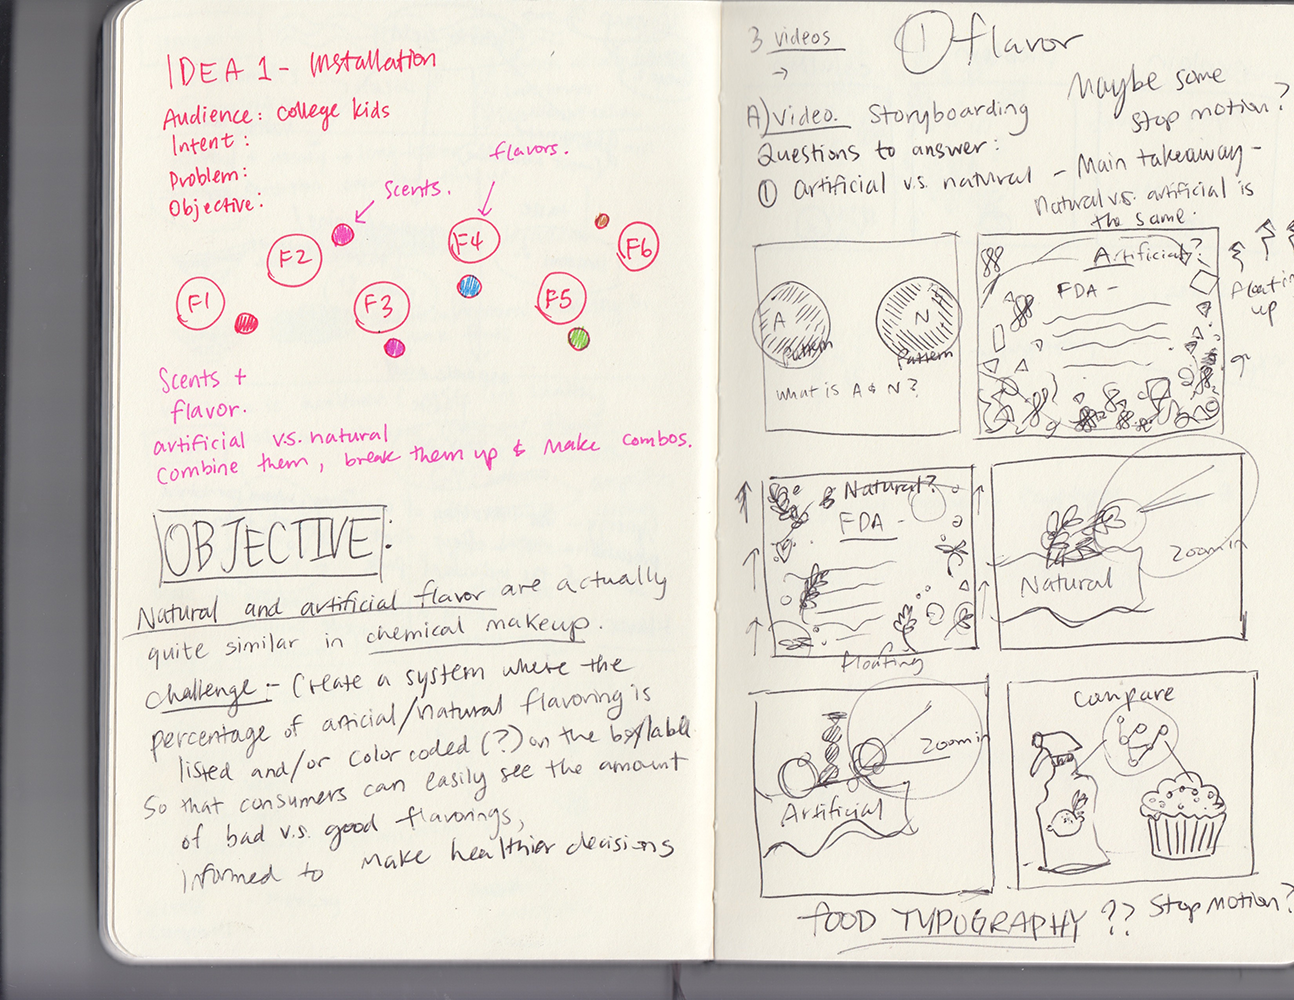 IDEA 1 - Installation
Audience: college kids
Intent:
Problem:
Objective:
flavors.
Scents.
F1
F2
F3
F4
F5
F6
Scents +
flavor.
artificial v.s. natural
combine them, break them up & make combos.
OBJECTIVE:
Natural and artificial flavor are actually
quite similar in chemical makeup.
challenge:- Create a system where the
percentage of articial/natural flavoring is
listed and/or color coded (?) on the box/label
So that consumers can easily see the amount
of bad v.s. good flavorings,
informed to make healthier decisions
3 videos
① flavor
→
Maybe some
stop motion?
A) Video. Storyboarding
Questions to answer:
① artificial v.s. natural - Main takeaway -
Natural v.s. artificial is
the same.
A
Pattern
N
Pattern
What is A & N?
Artificial?
FDA -
floating
up
Natural?
FDA -
floating
Natural
Zoom in
Artificial
Zoom in
Compare
FOOD TYPOGRAPHY ?? Stop motion?